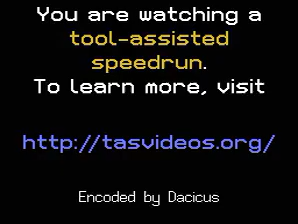 You are watching a
tool-assisted
speedrun.
To learn more, visit
http://tasvideos.org/
Encoded by Dacicus